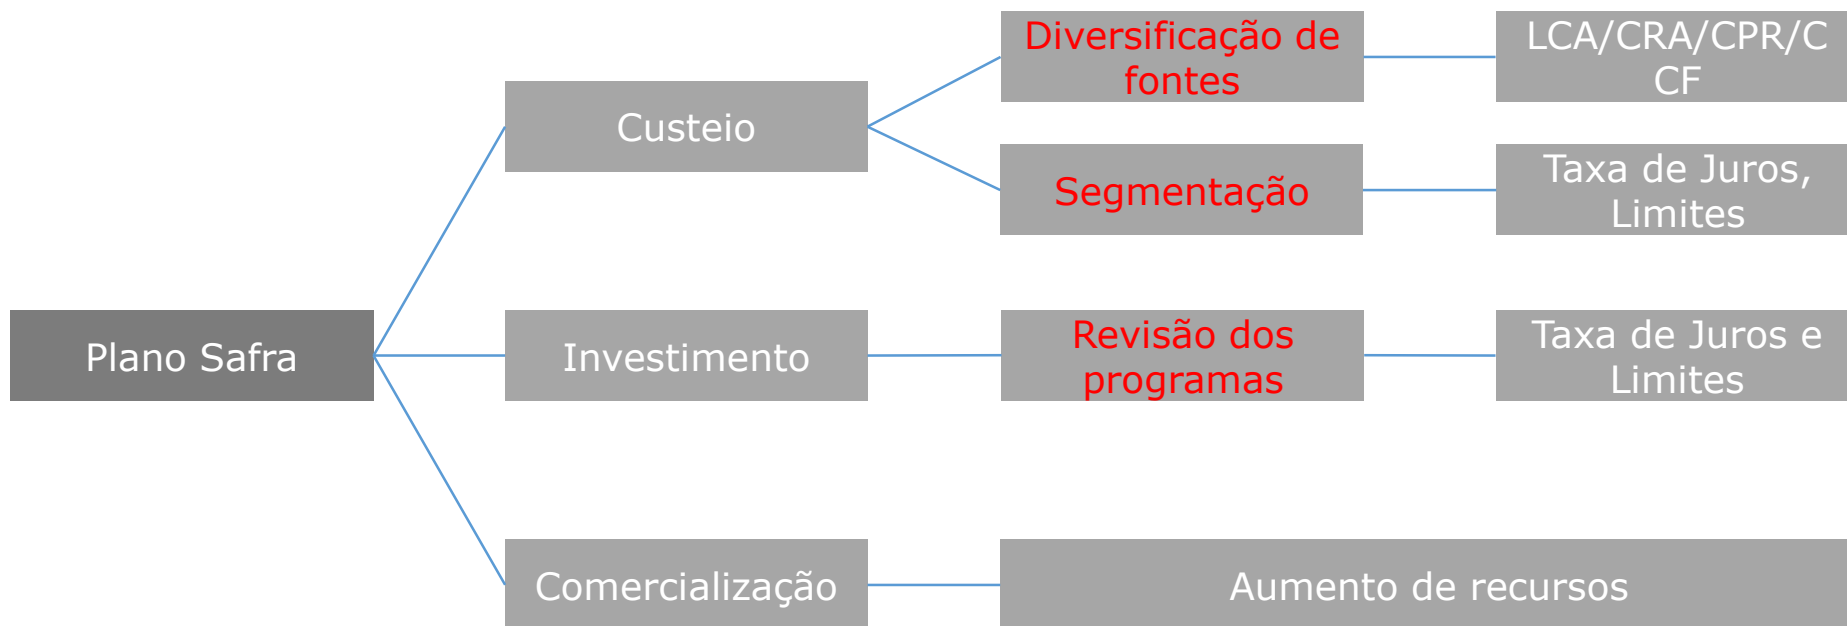 Diversificação de
fontes
LCA/CRA/CPR/C
CF
Custeio
Segmentação
Taxa de Juros,
Limites
Plano Safra
Investimento
Revisão dos
programas
Taxa de Juros e
Limites
Comercialização
Aumento de recursos